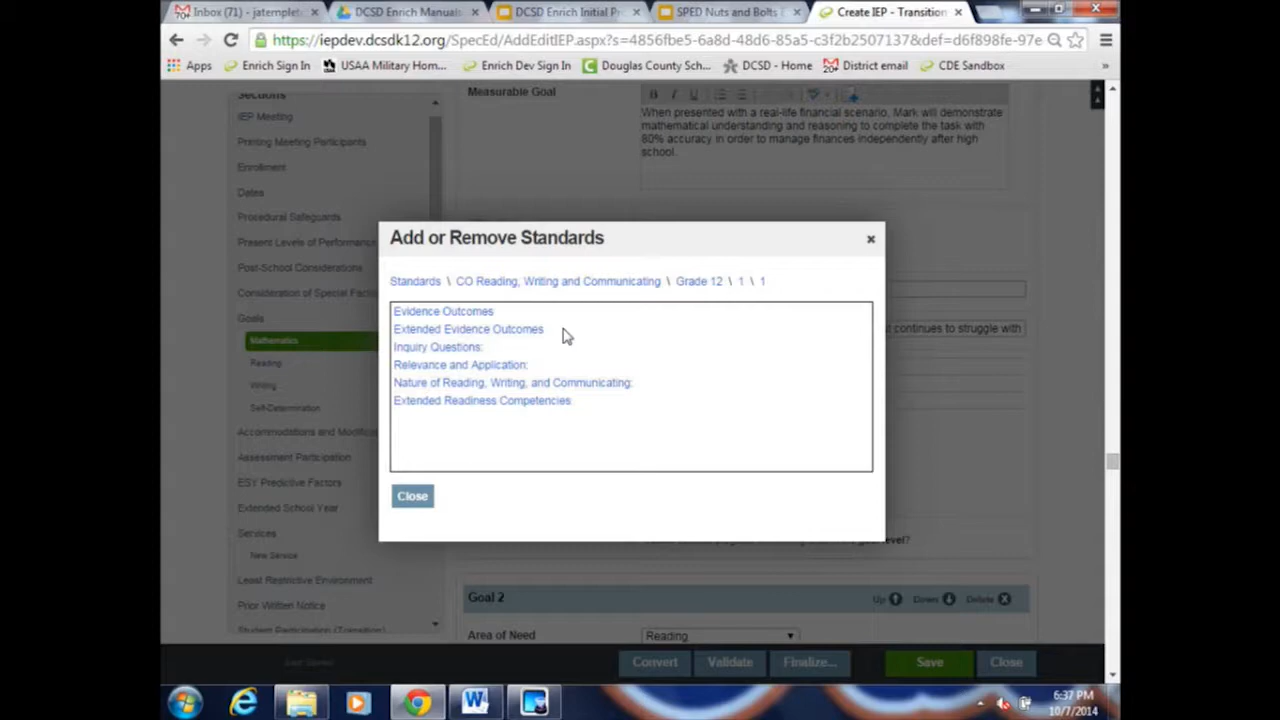 Inbox (71) - jatemplet
DCSD Enrich Manuals
DCSD Enrich Initial Pr
SPED Nuts and Bolts
Create IEP - Transition
https://iepdev.dcsdk12.org/SpecEd/AddEditIEP.aspx?s=4856fbe5-6a8d-48d6-85a5-c3f2b2507137&def=d6f898fe-97e
Apps
Enrich Sign In
USAA Military Hom...
Enrich Dev Sign In
Douglas County Sch...
DCSD - Home
District email
CDE Sandbox
»
Sections
IEP Meeting
Printing Meeting Participants
Enrollment
Dates
Procedural Safeguards
Present Levels of Performance
Post-School Considerations
Consideration of Special Facto
Goals
Mathematics
Reading
Writing
Self-Determination
Accommodations and Modific
Assessment Participation
ESY Predictive Factors
Extended School Year
Services
New Service
Least Restrictive Environment
Prior Written Notice
Student Participation (Transition)
Measurable Goal
B I U
When presented with a real-life financial scenario, Mark will demonstrate
mathematical understanding and reasoning to complete the task with
80% accuracy in order to manage finances independently after high
school.
Add or Remove Standards
×
Standards \ CO Reading, Writing and Communicating \ Grade 12 \ 1 \ 1
Evidence Outcomes
Extended Evidence Outcomes
Inquiry Questions:
Relevance and Application:
Nature of Reading, Writing, and Communicating:
Extended Readiness Competencies
Close
t continues to struggle with
level?
Goal 2
Up
Down
Delete
Area of Need
Reading
Convert
Validate
Finalize...
Save
Close
6:37 PM
10/7/2014